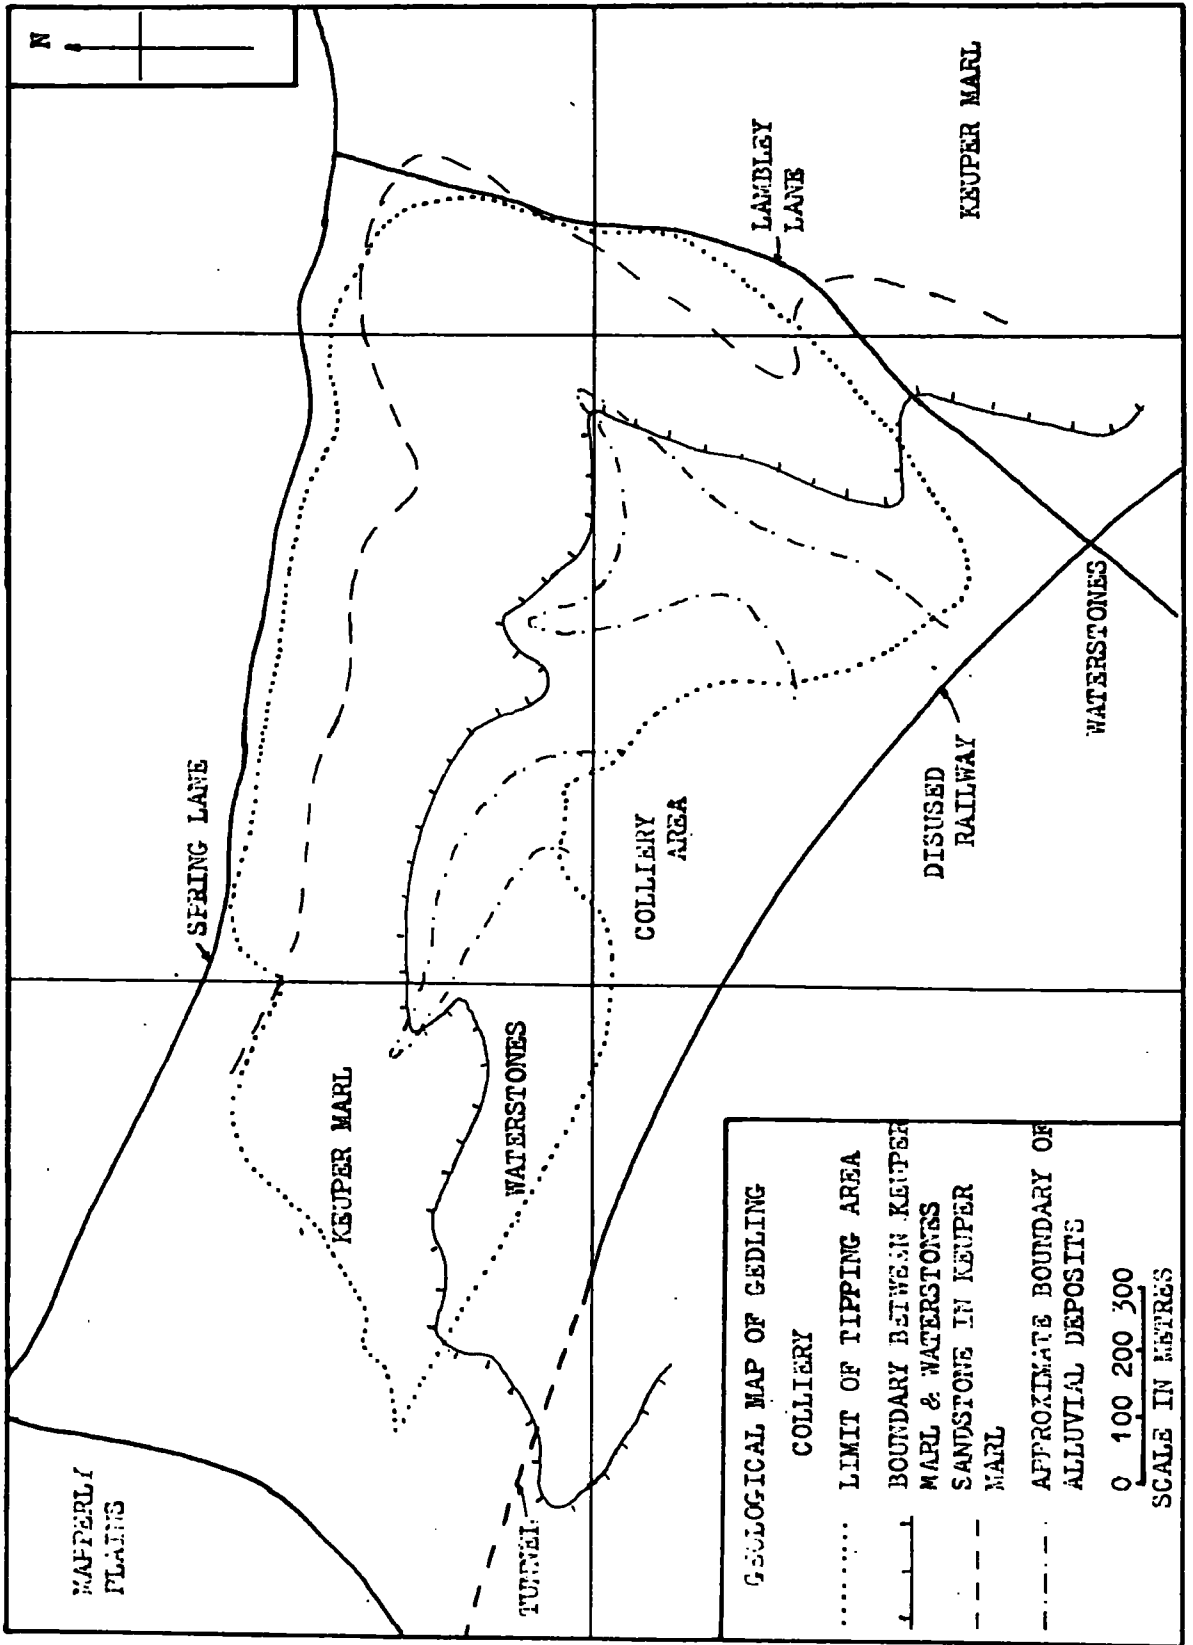 N
MAPPERLY
PLAINS
SPRING LANE
LAMBLEY
LANE
KEUPER MARL
KEUPER MARL
WATERSTONES
TUNNEL
COLLIERY
AREA
DISUSED
RAILWAY
WATERSTONES
GEOLOGICAL MAP OF GEDLING
COLLIERY
LIMIT OF TIPPING AREA
BOUNDARY BETWEEN KEUPER
MARL & WATERSTONES
SANDSTONE IN KEUPER
MARL
APPROXIMATE BOUNDARY OF
ALLUVIAL DEPOSITS
0 100 200 300
SCALE IN METRES